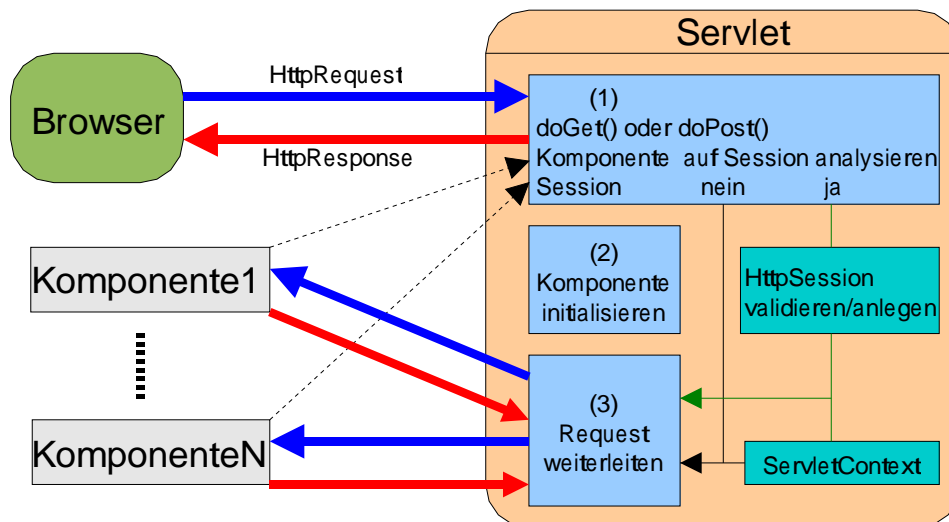 Servlet
HttpRequest
Browser
HttpResponse
(1)
doGet() oder doPost()
Komponente auf Session analysieren
Session nein ja
Komponente1
(2)
Komponente
initialisieren
HttpSession
validieren/anlegen
(3)
Request
weiterleiten
KomponenteN
ServletContext